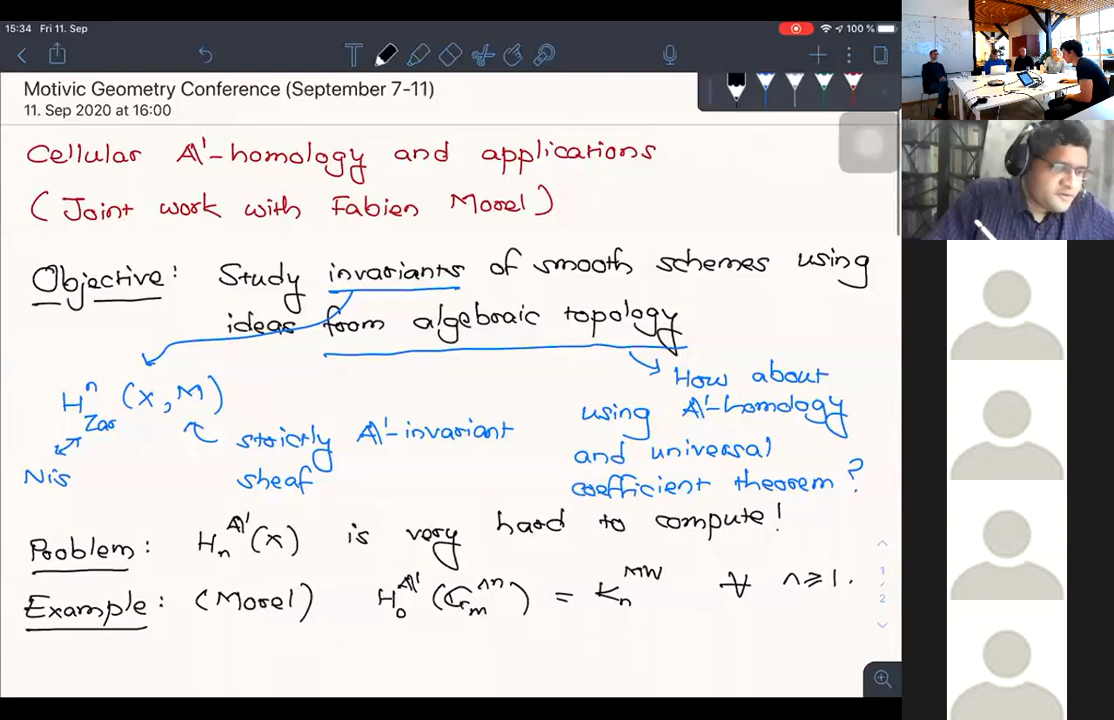 15:34 Fri 11. Sep
100 %
Motivic Geometry Conference (September 7-11)
11. Sep 2020 at 16:00
Cellular A¹-homology and applications
(Joint work with Fabien Morel)
Objective: Study invariants of smooth schemes using
ideas from algebraic topology
H^n_Zar (X, M)
Nis
strictly A¹-invariant
sheaf
How about
using A¹-homology
and universal
coefficient theorem?
Problem: H_n^A¹(X) is very hard to compute!
Example: (Morel) H_0^A¹(G_m^∧n) = K_n^MW ∀ n≥1.
1
2